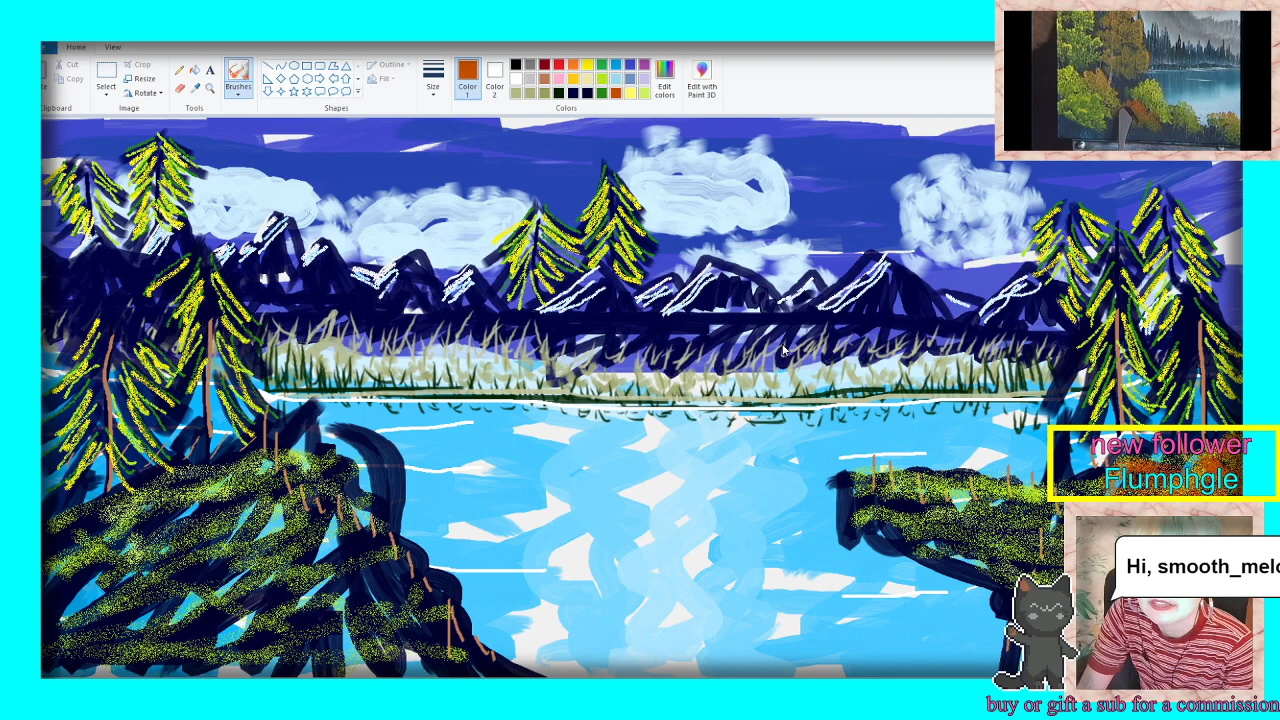 Home View
Cut
Copy
Clipboard
Select
Crop
Resize
Rotate
Image
A
Tools
Brushes
Outline
Fill
Shapes
Size
Color
1
Color
2
Edit
colors
Edit with
Paint 3D
Colors
new follower
Flumphgle
Hi, smooth_melo
buy or gift a sub for a commission